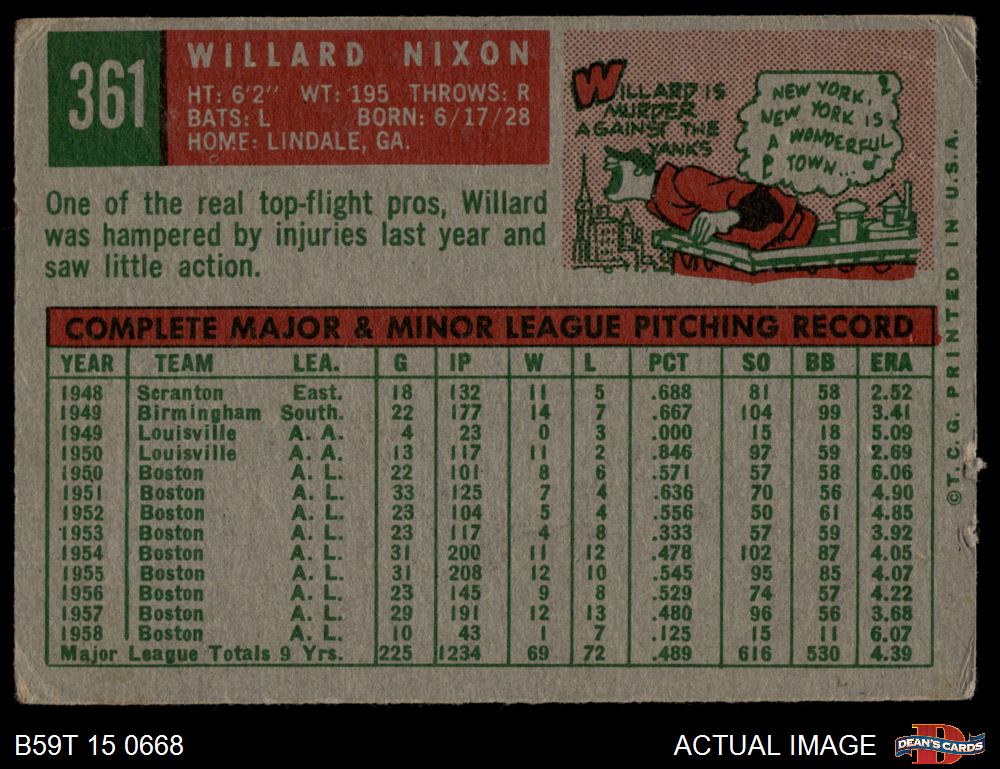 361
WILLARD NIXON
HT: 6'2" WT: 195 THROWS: R
BATS: L BORN: 6/17/28
HOME: LINDALE, GA.
WILLARD IS
MURDER
AGAINST THE
YANKS
NEW YORK,
NEW YORK IS
A WONDERFUL
TOWN...
One of the real top-flight pros, Willard
was hampered by injuries last year and
saw little action.
COMPLETE MAJOR & MINOR LEAGUE PITCHING RECORD
YEAR TEAM LEA. G IP W L PCT SO BB ERA
1948 Scranton East. 18 132 11 5 .688 81 58 2.52
1949 Birmingham South. 22 177 14 7 .667 104 99 3.41
1949 Louisville A. A. 4 23 0 3 .000 15 18 5.09
1950 Louisville A. A. 13 117 11 2 .846 97 59 2.69
1950 Boston A. L. 22 101 8 6 .571 57 58 6.06
1951 Boston A. L. 33 125 7 4 .636 70 56 4.90
1952 Boston A. L. 23 104 5 4 .556 50 61 4.85
1953 Boston A. L. 23 117 4 8 .333 57 59 3.92
1954 Boston A. L. 31 200 11 12 .478 102 87 4.05
1955 Boston A. L. 31 208 12 10 .545 95 85 4.07
1956 Boston A. L. 23 145 9 8 .529 74 57 4.22
1957 Boston A. L. 29 191 12 13 .480 96 56 3.68
1958 Boston A. L. 10 43 1 7 .125 15 11 6.07
Major League Totals 9 Yrs. 225 1234 69 72 .489 616 530 4.39
©T.C.G. PRINTED IN U.S.A.
B59T 15 0668
ACTUAL IMAGE
DEAN'S CARDS